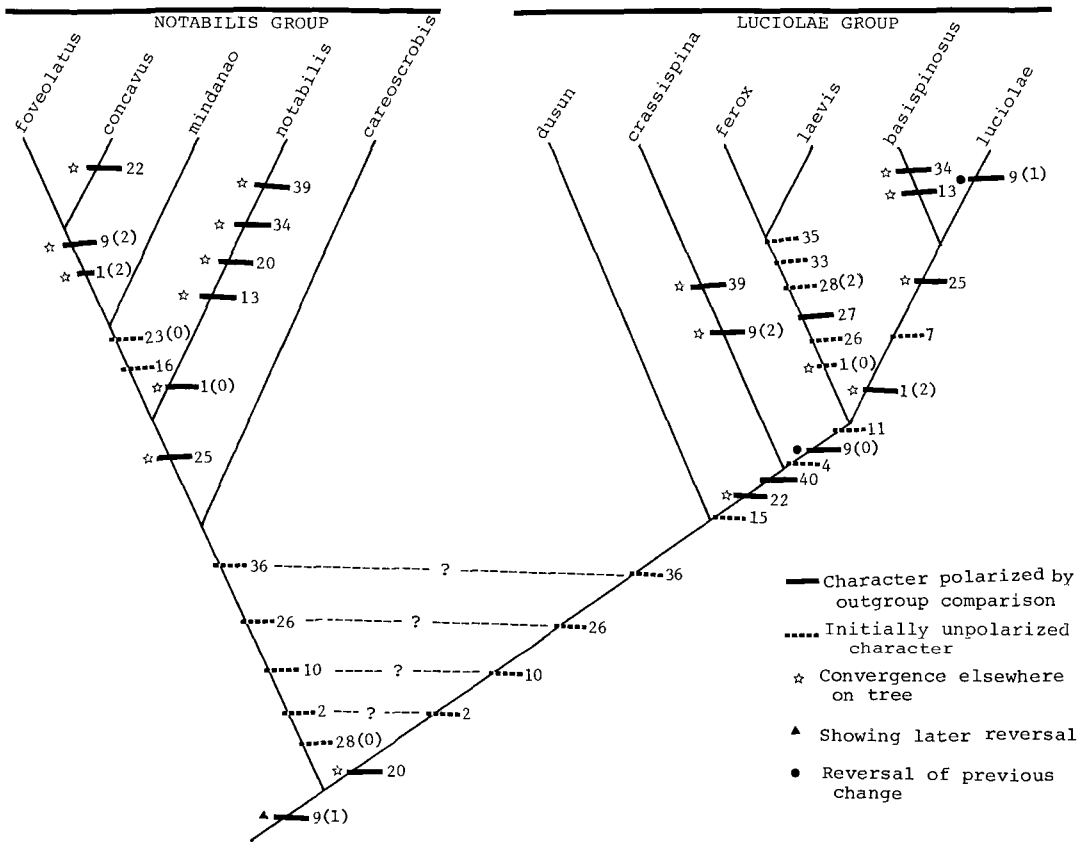 NOTABILIS GROUP
LUCIOLAE GROUP
foveolatus
concavus
mindanao
notabilis
careoscrobis
dusun
crassispina
ferox
laevis
basispinosus
luciolae
22
39
34
9(1)
13
34
9(2)
20
35
1(2)
13
33
39
28(2)
25
23(0)
27
9(2)
26
7
16
1(0)
1(0)
1(2)
25
11
9(0)
4
40
22
15
36
?
36
26
?
26
10
?
10
2
?
2
28(0)
20
9(1)
Character polarized by
outgroup comparison
Initially unpolarized
character
Convergence elsewhere
on tree
Showing later reversal
Reversal of previous
change